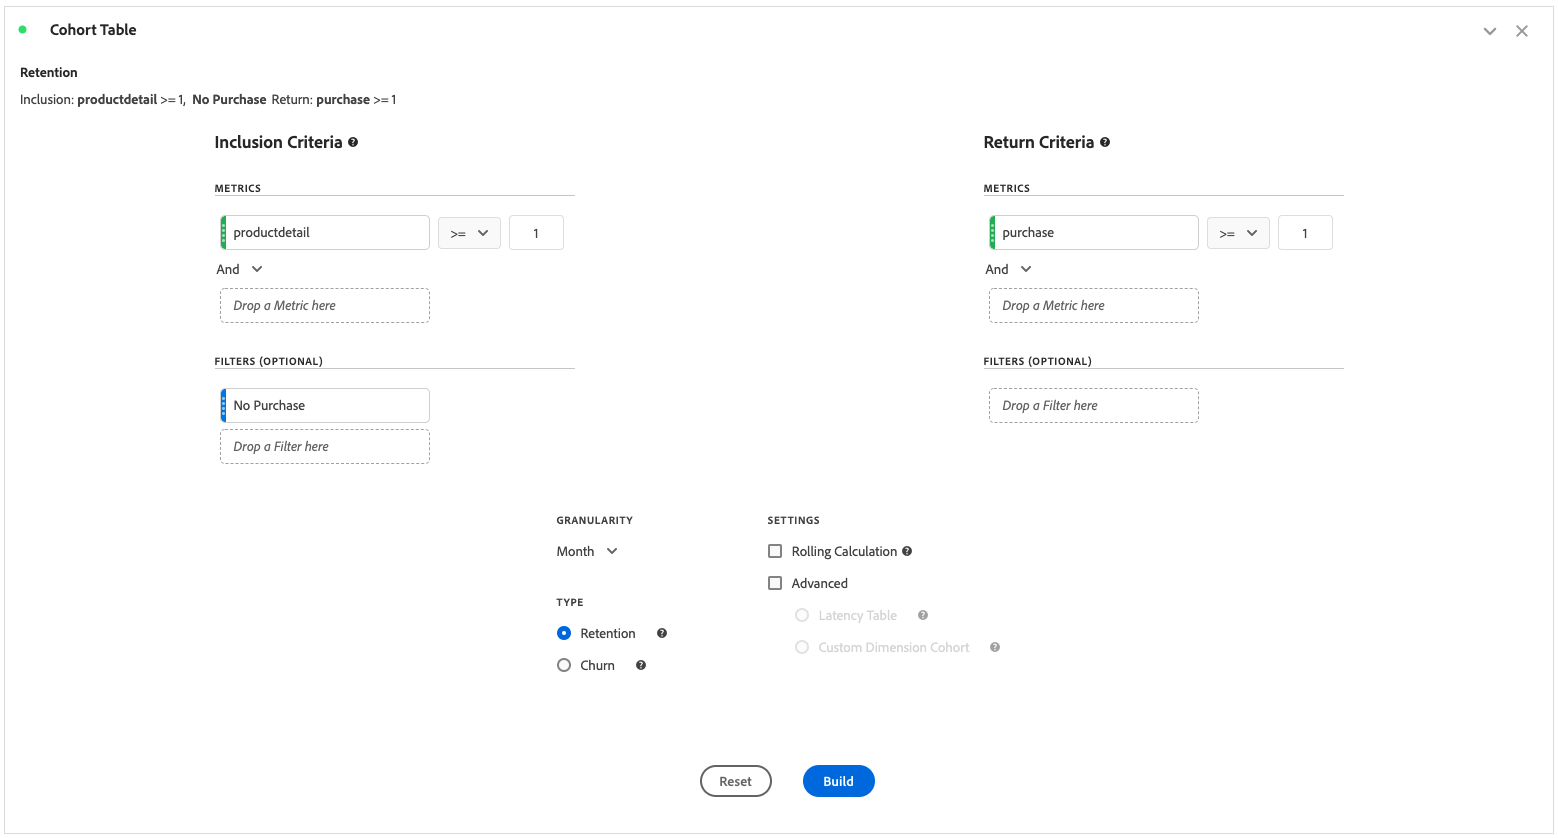 Cohort Table
Retention
Inclusion: productdetail >= 1, No Purchase Return: purchase >= 1
Inclusion Criteria ?
METRICS
productdetail >= 1
And
Drop a Metric here
FILTERS (OPTIONAL)
No Purchase
Drop a Filter here
Return Criteria ?
METRICS
purchase >= 1
And
Drop a Metric here
FILTERS (OPTIONAL)
Drop a Filter here
GRANULARITY
Month
TYPE
Retention ?
Churn ?
SETTINGS
Rolling Calculation ?
Advanced
Latency Table ?
Custom Dimension Cohort ?
Reset
Build